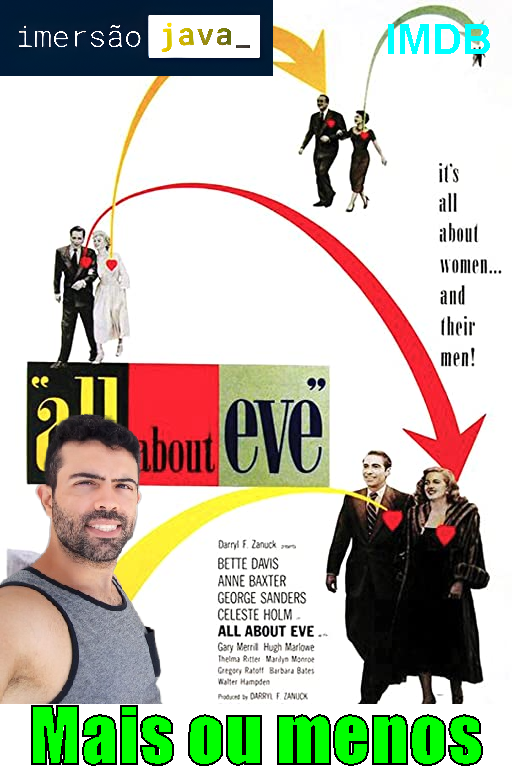 imersão java_
IMDB
it's
all
about
women...
and
their
men!
"all about eve"
Darryl F. Zanuck presents
BETTE DAVIS
ANNE BAXTER
GEORGE SANDERS
CELESTE HOLM
ALL ABOUT EVE
Gary Merrill Hugh Marlowe
Thelma Ritter Marilyn Monroe
Gregory Ratoff Barbara Bates
Walter Hampden
Produced by DARRYL F. ZANUCK
Mais ou menos